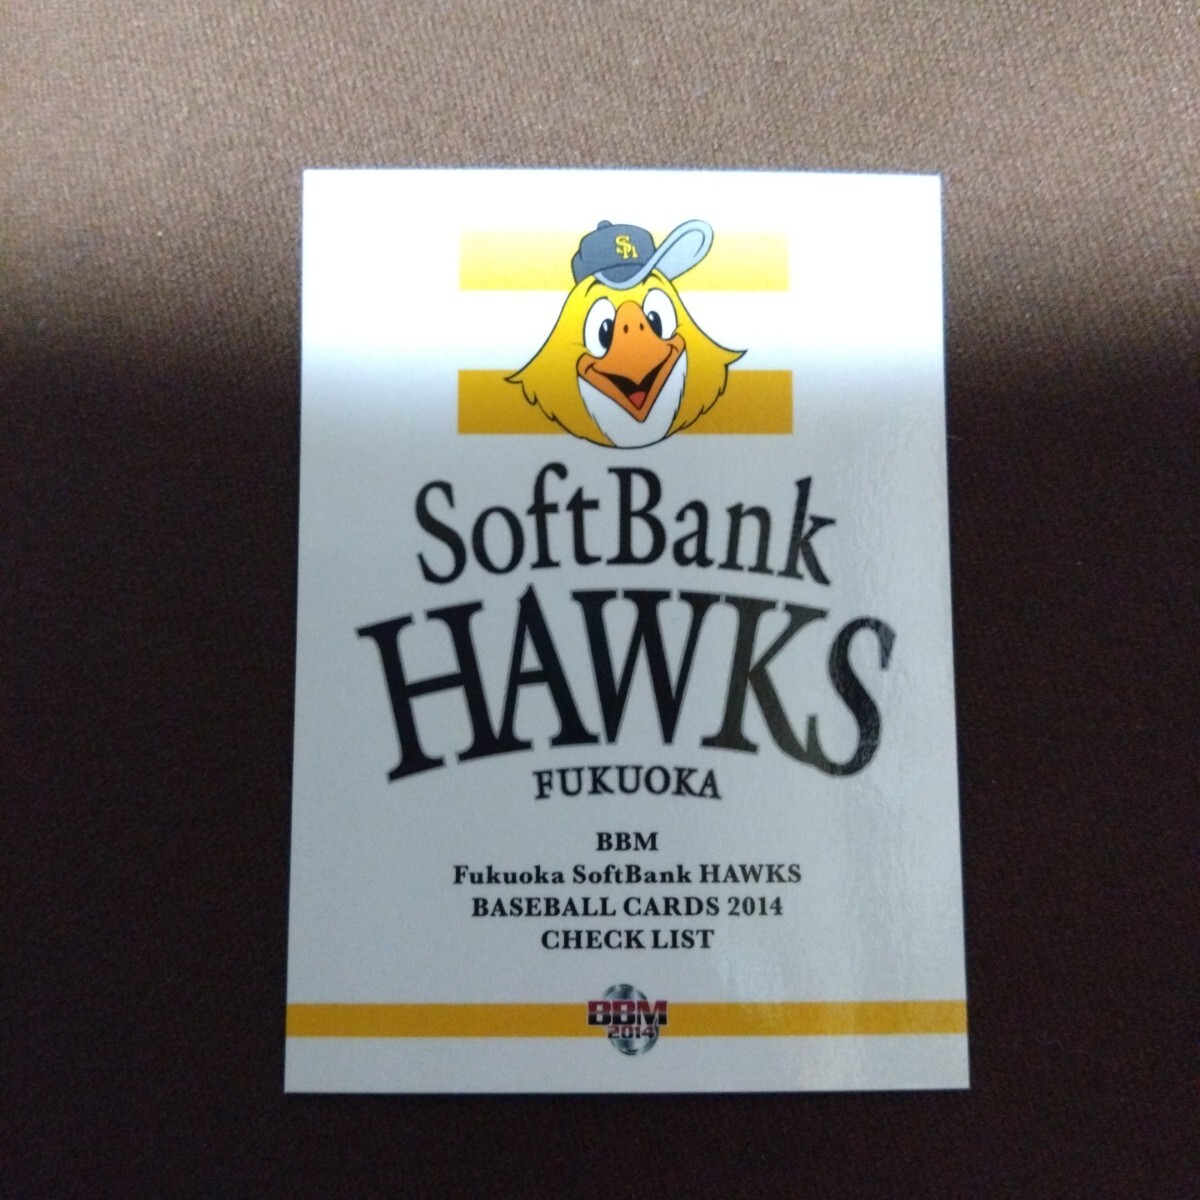 SH
SoftBank
HAWKS
FUKUOKA
BBM
Fukuoka SoftBank HAWKS
BASEBALL CARDS 2014
CHECK LIST
BBM
2014